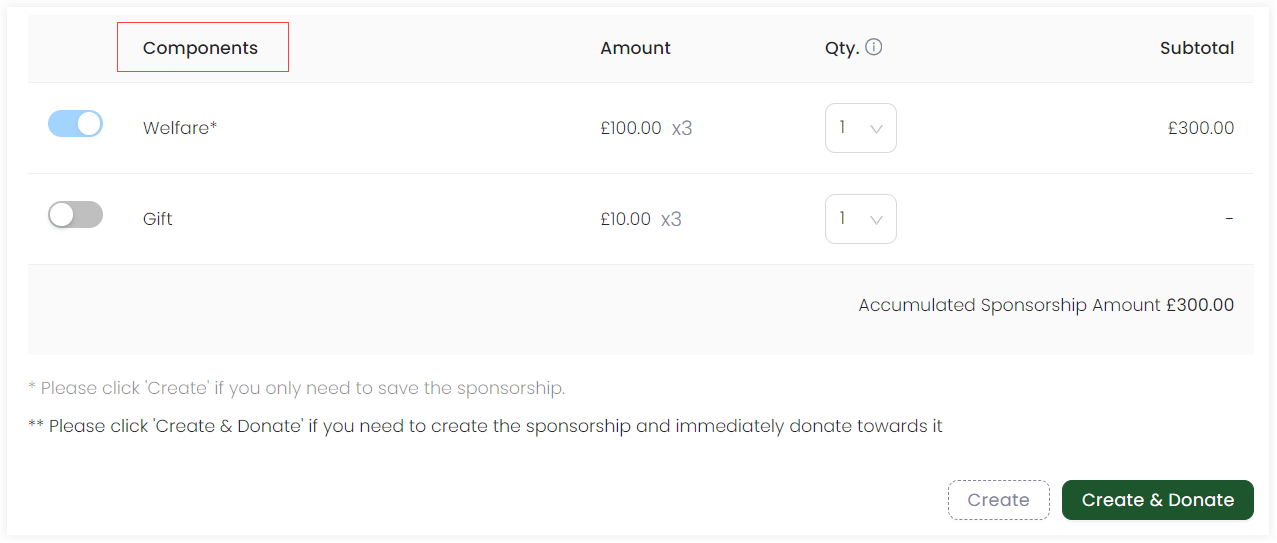 Components Amount Qty. Subtotal
Welfare* £100.00 x3 1 £300.00
Gift £10.00 x3 1 -
Accumulated Sponsorship Amount £300.00
* Please click 'Create' if you only need to save the sponsorship.
** Please click 'Create & Donate' if you need to create the sponsorship and immediately donate towards it
Create Create & Donate